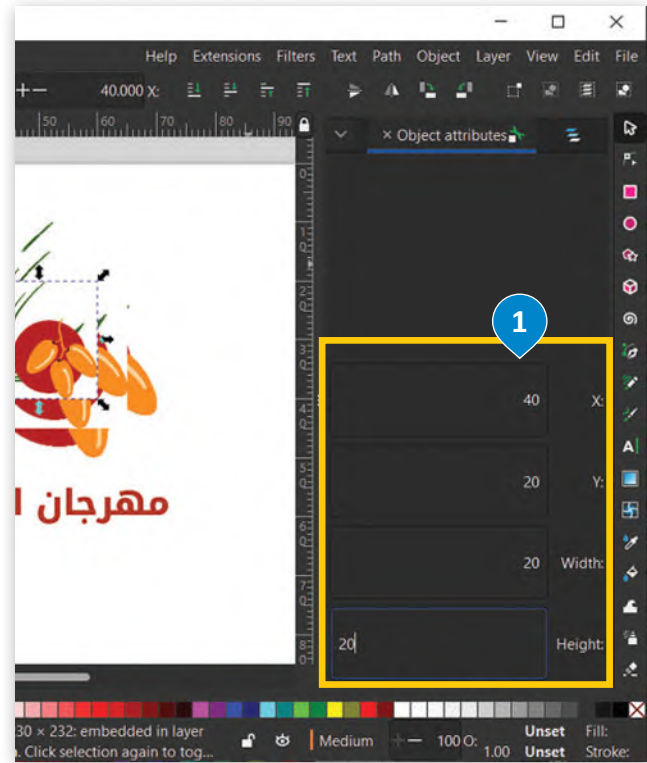 Help Extensions Filters Text Path Object Layer View Edit File
40.000 X:
50 60 70 80 90
× Object attributes
1
40 X:
20 Y:
20 Width:
20 Height:
مهرجان ا
30 × 232: embedded in layer
. Click selection again to tog...
Medium 100 O: 1.00
Unset Fill:
Unset Stroke: